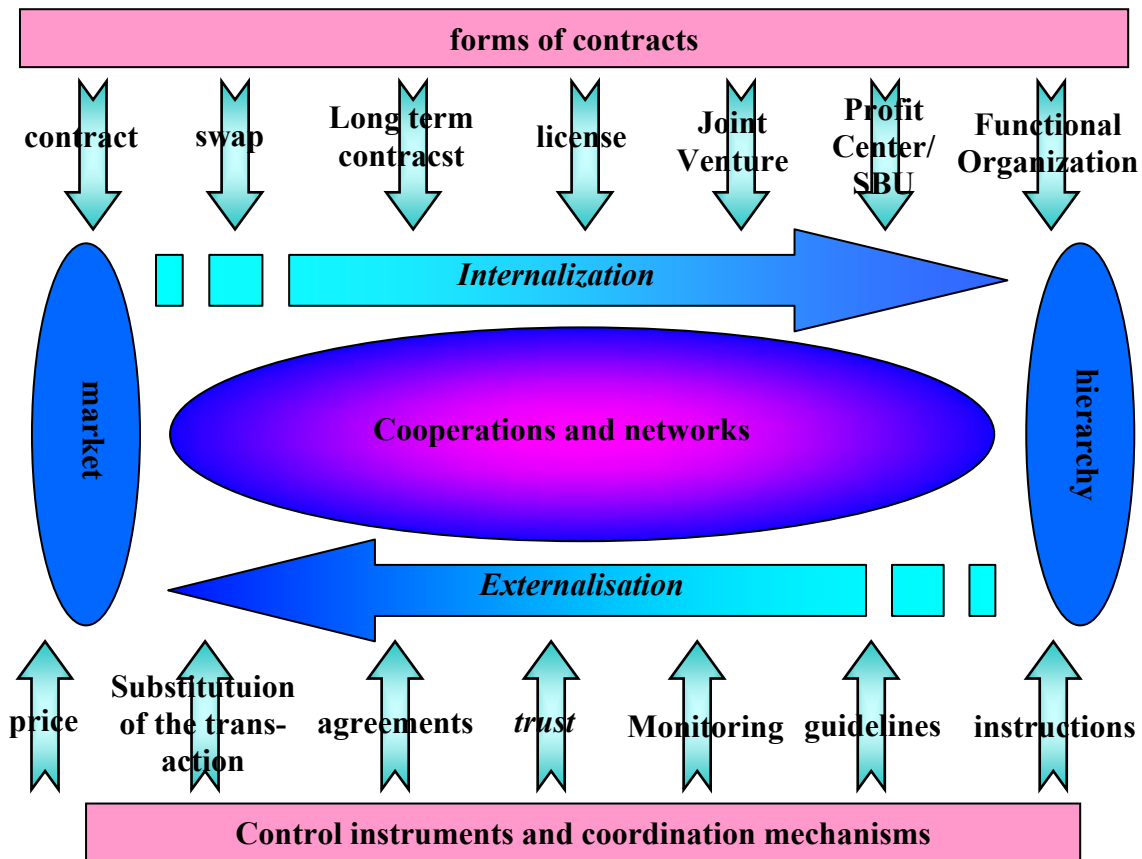 forms of contracts
contract
swap
Long term
contracst
license
Joint
Venture
Profit
Center/
SBU
Functional
Organization
Internalization
market
Cooperations and networks
hierarchy
Externalisation
price
Substitutuion
of the trans-
action
agreements
trust
Monitoring
guidelines
instructions
Control instruments and coordination mechanisms